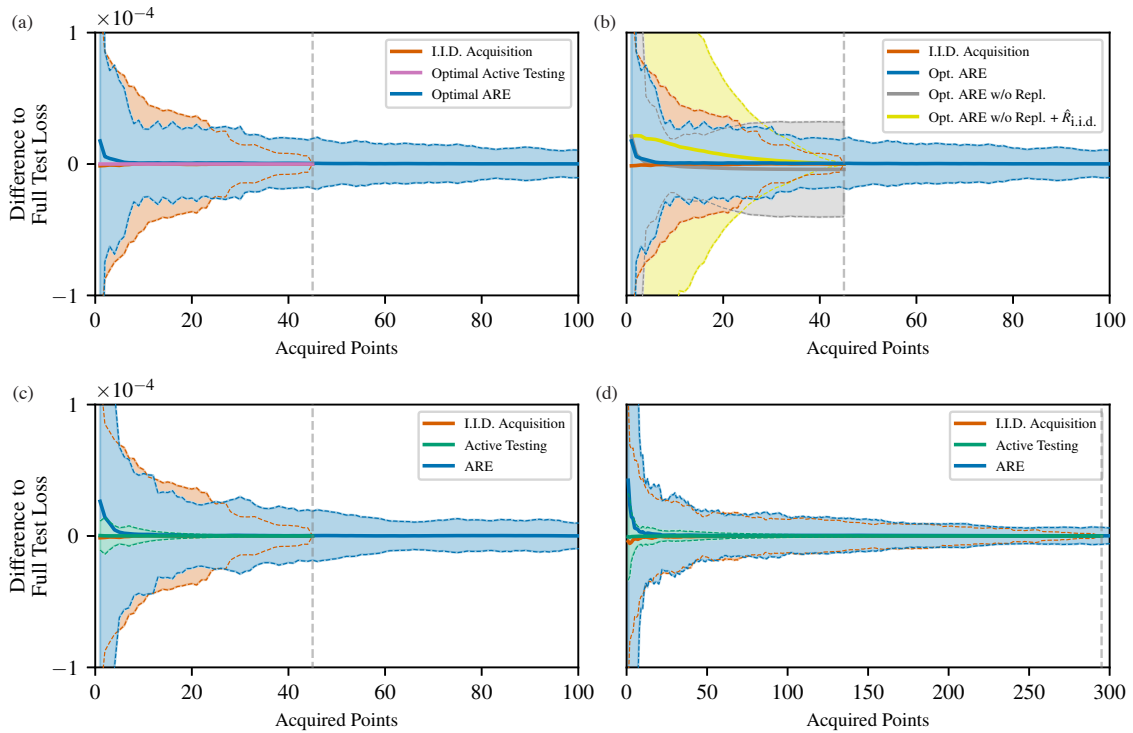 (a)
×10⁻⁴
1
0
−1
Difference to
Full Test Loss
I.I.D. Acquisition
Optimal Active Testing
Optimal ARE
0 20 40 60 80 100
Acquired Points
(b)
I.I.D. Acquisition
Opt. ARE
Opt. ARE w/o Repl.
Opt. ARE w/o Repl. + R̂i.i.d.
0 20 40 60 80 100
Acquired Points
(c)
×10⁻⁴
1
0
−1
Difference to
Full Test Loss
I.I.D. Acquisition
Active Testing
ARE
0 20 40 60 80 100
Acquired Points
(d)
I.I.D. Acquisition
Active Testing
ARE
0 50 100 150 200 250 300
Acquired Points